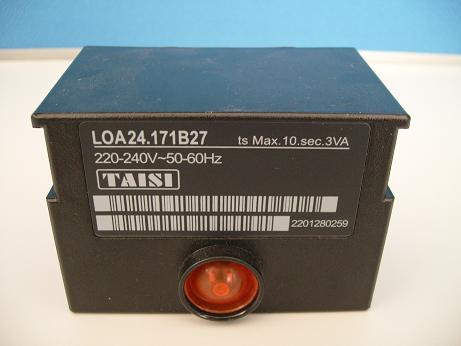 LOA24.171B27 ts Max.10.sec.3VA
220-240V~50-60Hz
TAISI
2201280259